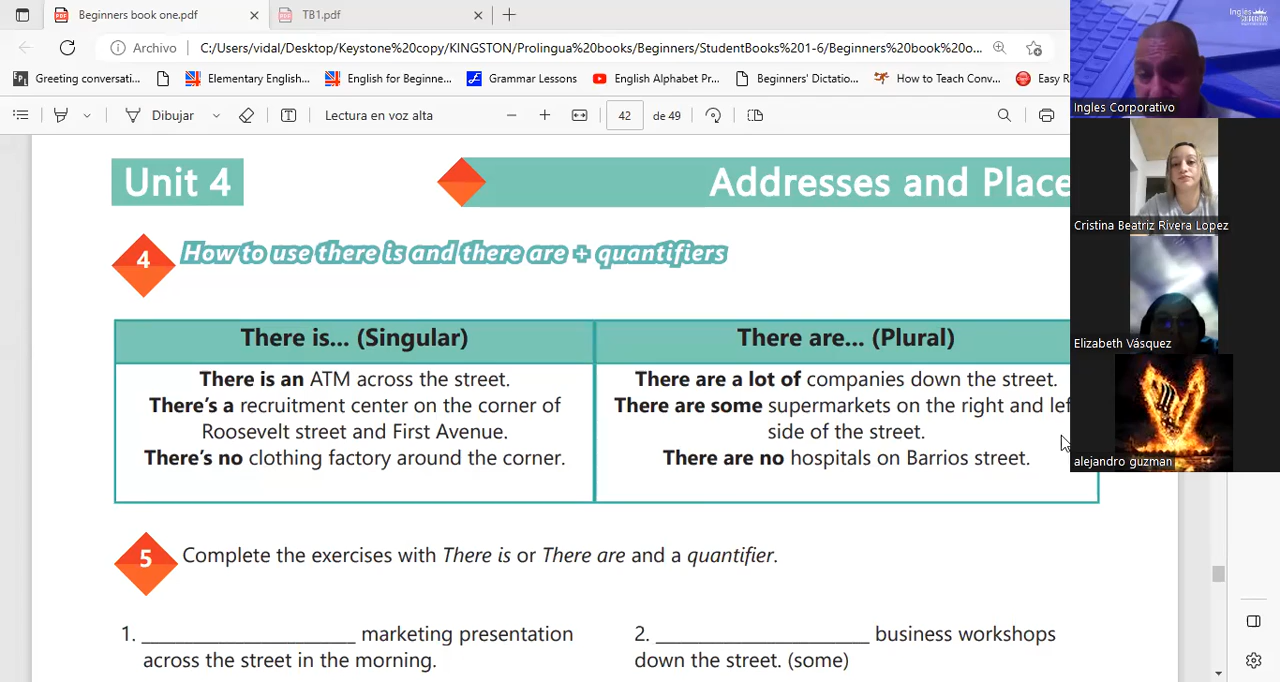 Beginners book one.pdf
TB1.pdf
Archivo
C:/Users/vidal/Desktop/Keystone%20copy/KINGSTON/Prolingua%20books/Beginners/StudentBooks%201-6/Beginners%20book%20o...
Greeting conversati...
Elementary English...
English for Beginne...
Grammar Lessons
English Alphabet Pr...
Beginners' Dictatio...
How to Teach Conv...
Easy R
Dibujar
Lectura en voz alta
42
de 49
Ingles Corporativo
Cristina Beatriz Rivera Lopez
Elizabeth Vásquez
alejandro guzman
Unit 4
Addresses and Place
4
How to use there is and there are + quantifiers
There is... (Singular)
There is an ATM across the street.
There's a recruitment center on the corner of
Roosevelt street and First Avenue.
There's no clothing factory around the corner.
There are... (Plural)
There are a lot of companies down the street.
There are some supermarkets on the right and lef
side of the street.
There are no hospitals on Barrios street.
5
Complete the exercises with There is or There are and a quantifier.
1. ____________________ marketing presentation
across the street in the morning.
2. ____________________ business workshops
down the street. (some)